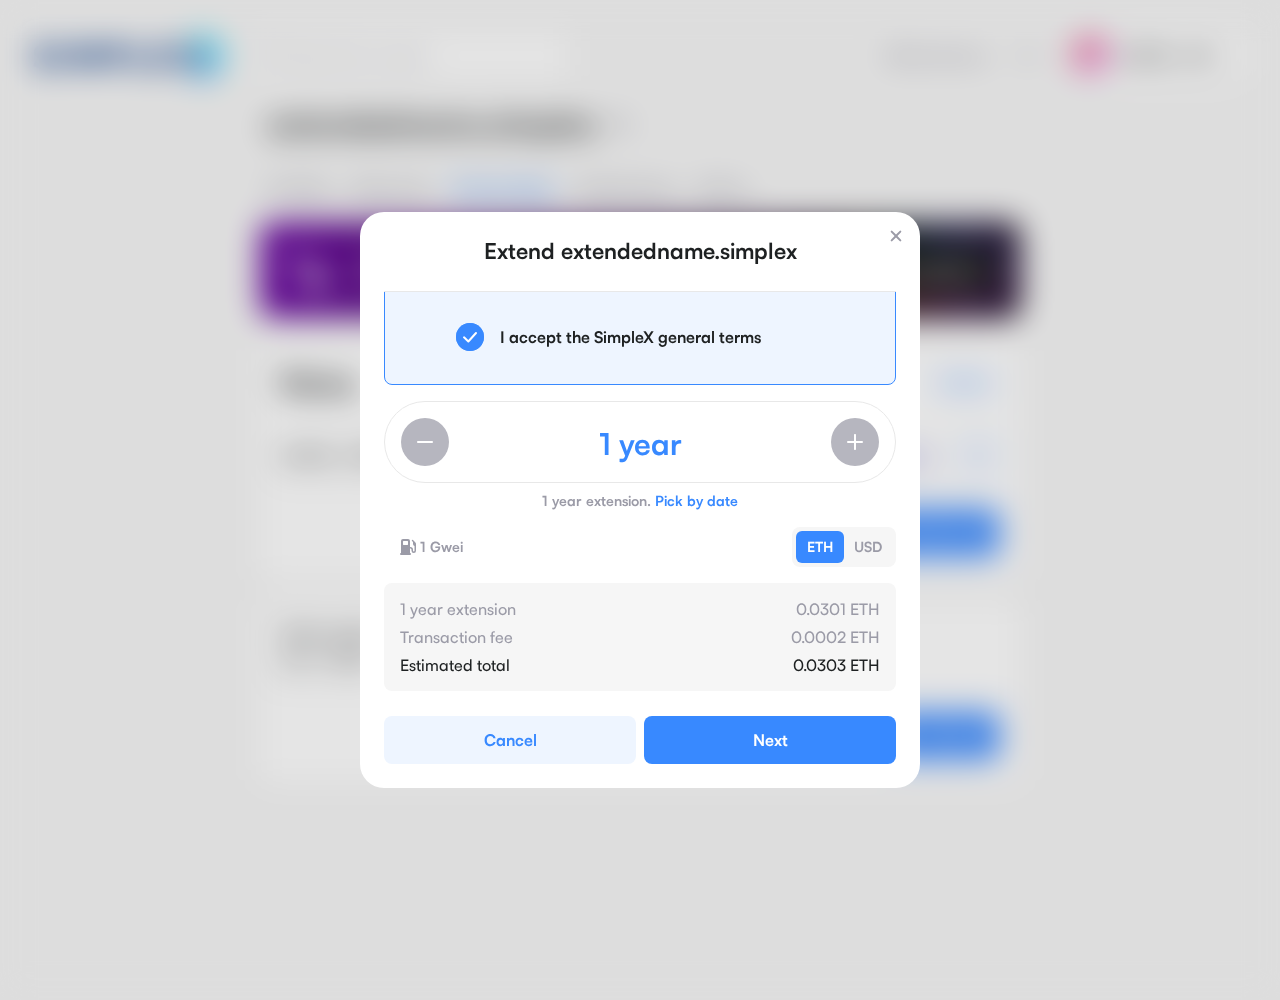 Extend extendedname.simplex
I accept the SimpleX general terms
1 year
1 year extension. Pick by date
1 Gwei
ETH USD
1 year extension 0.0301 ETH
Transaction fee 0.0002 ETH
Estimated total 0.0303 ETH
Cancel Next